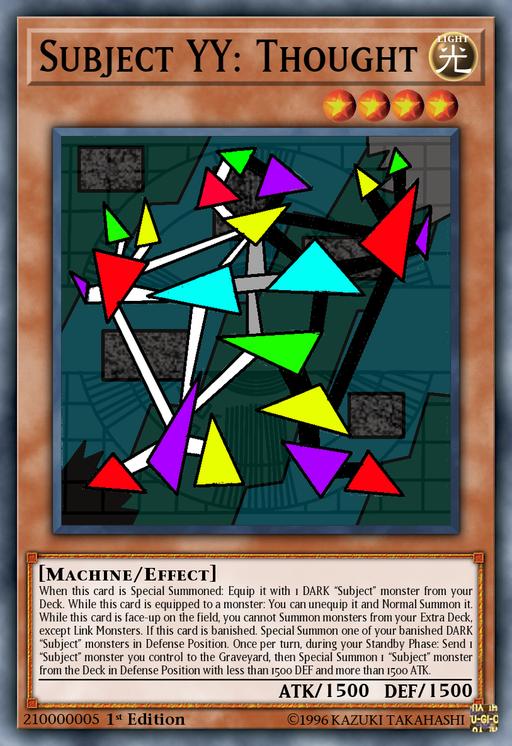 Subject YY: Thought
LIGHT
光
[Machine/Effect]
When this card is Special Summoned: Equip it with 1 DARK "Subject" monster from your
Deck. While this card is equipped to a monster: You can unequip it and Normal Summon it.
While this card is face-up on the field, you cannot Summon monsters from your Extra Deck,
except Link Monsters. If this card is banished. Special Summon one of your banished DARK
"Subject" monsters in Defense Position. Once per turn, during your Standby Phase: Send 1
"Subject" monster you control to the Graveyard, then Special Summon 1 "Subject" monster
from the Deck in Defense Position with less than 1500 DEF and more than 1500 ATK.
ATK/1500 DEF/1500
210000005 1st Edition ©1996 KAZUKI TAKAHASHI